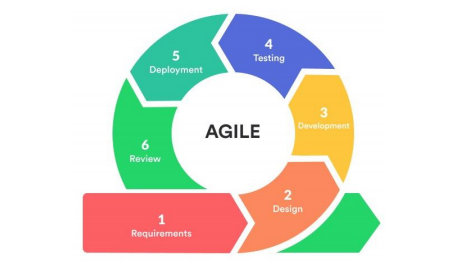 AGILE
1
Requirements
2
Design
3
Development
4
Testing
5
Deployment
6
Review